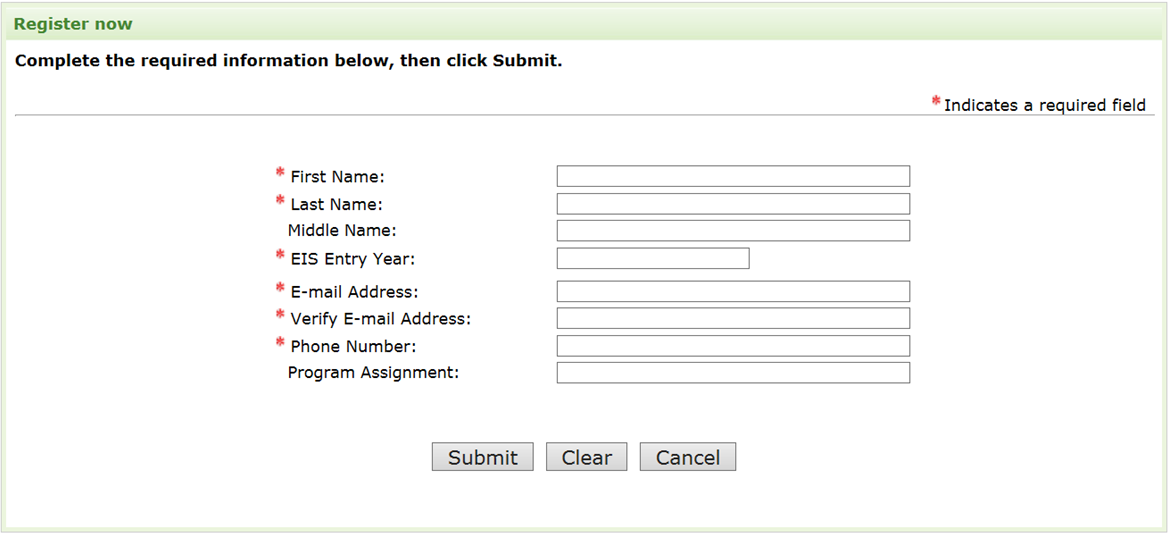 Register now
Complete the required information below, then click Submit.
* Indicates a required field
* First Name:
* Last Name:
Middle Name:
* EIS Entry Year:
* E-mail Address:
* Verify E-mail Address:
* Phone Number:
Program Assignment:
Submit Clear Cancel